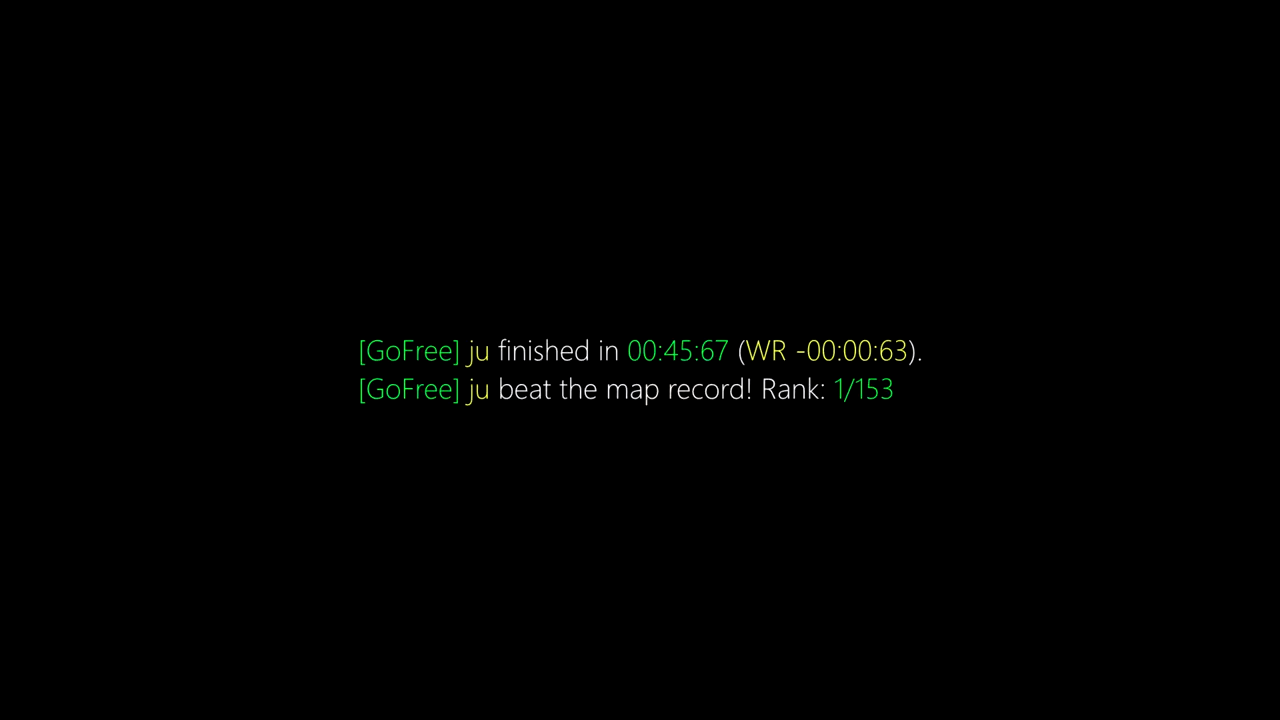 [GoFree] ju finished in 00:45:67 (WR -00:00:63).
[GoFree] ju beat the map record! Rank: 1/153